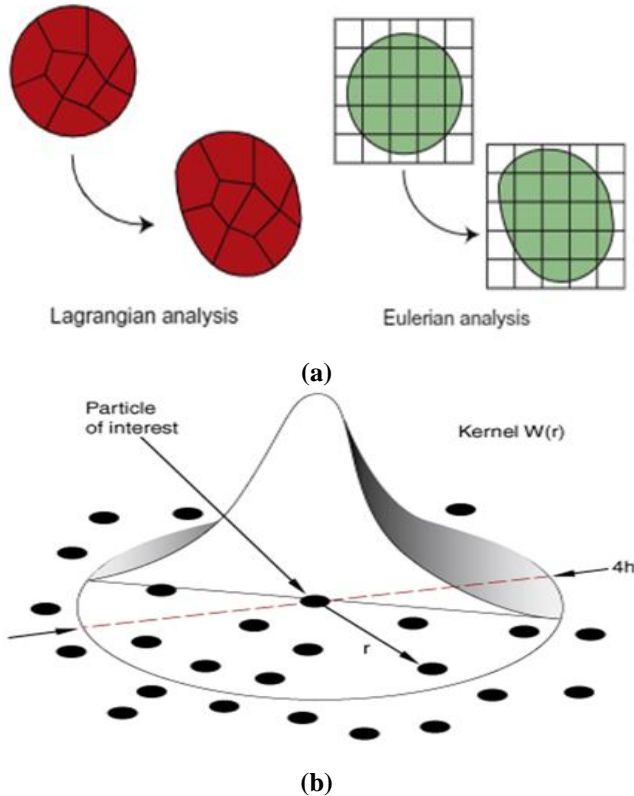 Lagrangian analysis
Eulerian analysis
(a)
Particle
of interest
Kernel W(r)
4h
r
(b)